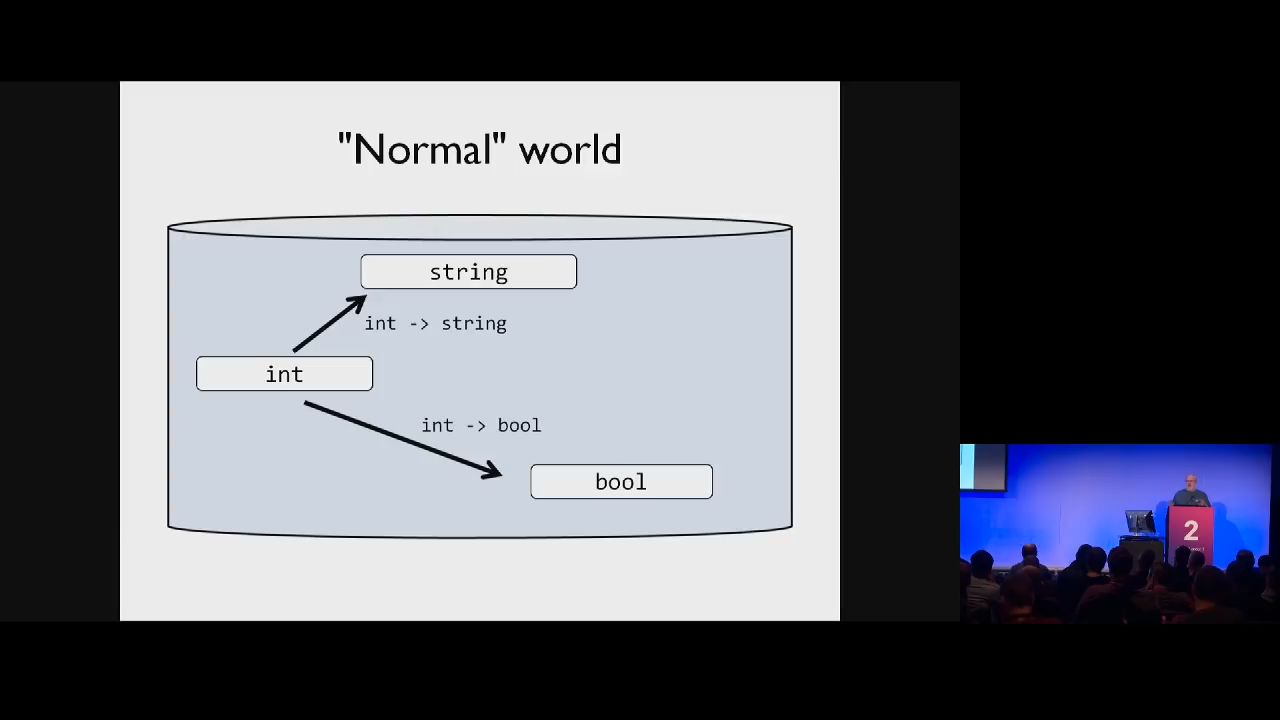 "Normal" world
string
int -> string
int
int -> bool
bool
2